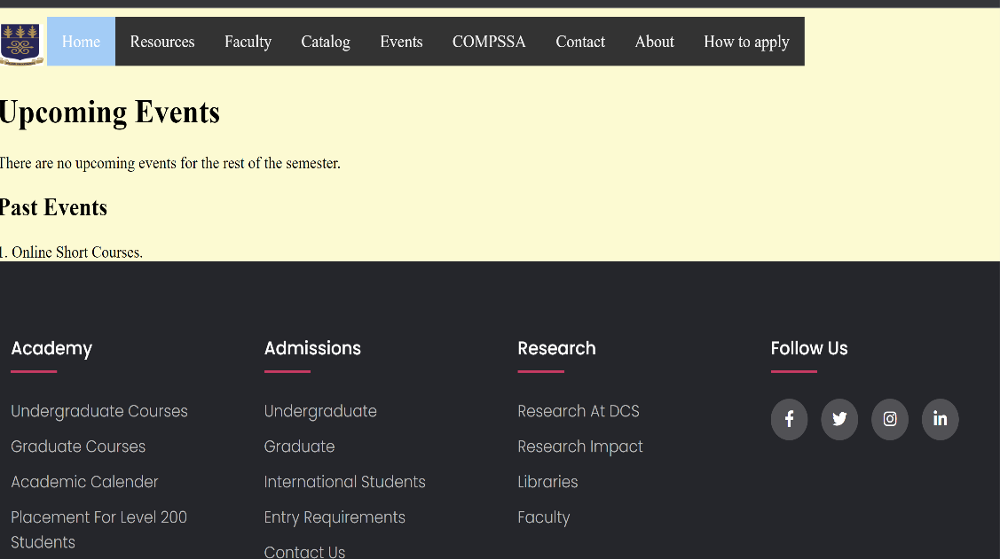 Home Resources Faculty Catalog Events COMPSSA Contact About How to apply
Upcoming Events
There are no upcoming events for the rest of the semester.
Past Events
1. Online Short Courses.
Academy
Undergraduate Courses
Graduate Courses
Academic Calender
Placement For Level 200
Students
Admissions
Undergraduate
Graduate
International Students
Entry Requirements
Contact Us
Research
Research At DCS
Research Impact
Libraries
Faculty
Follow Us